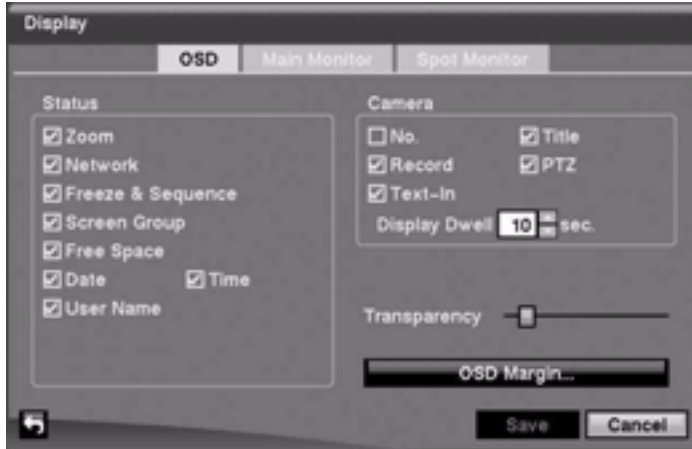 Display
OSD Main Monitor Spot Monitor
Status
Zoom
Network
Freeze & Sequence
Screen Group
Free Space
Date Time
User Name
Camera
No. Title
Record PTZ
Text-In
Display Dwell 10 sec.
Transparency
OSD Margin...
Save Cancel